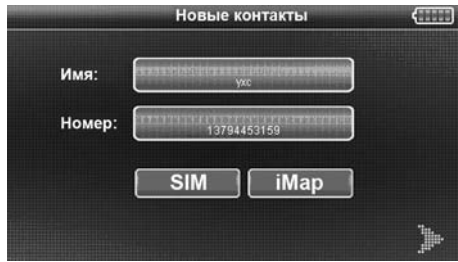 Новые контакты
Имя:
yxc
Номер:
13794453159
SIM iMap